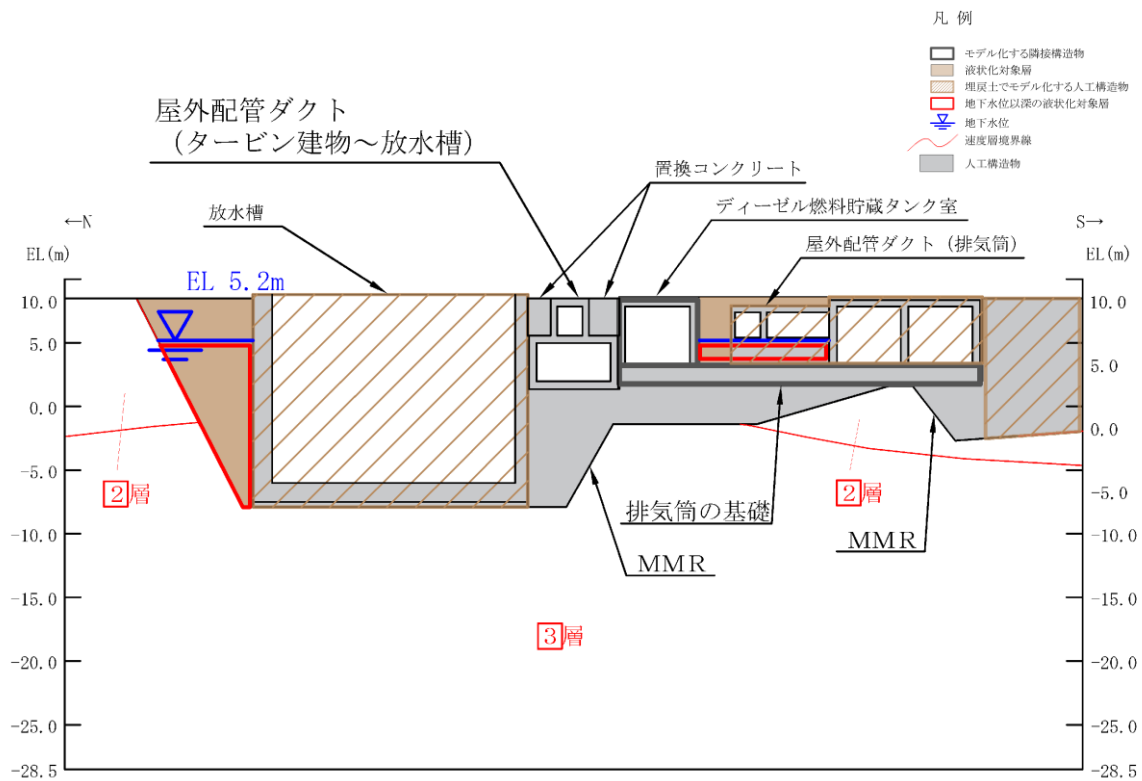 凡 例
モデル化する隣接構造物
液状化対象層
埋戻土でモデル化する人工構造物
地下水位以深の液状化対象層
地下水位
速度層境界線
人工構造物
屋外配管ダクト
（タービン建物～放水槽）
置換コンクリート
放水槽
ディーゼル燃料貯蔵タンク室
屋外配管ダクト（排気筒）
←N
S→
EL(m)
EL(m)
EL 5.2m
10.0
5.0
0.0
-5.0
-10.0
-15.0
-20.0
-25.0
-28.5
10.0
5.0
0.0
-5.0
-10.0
-15.0
-20.0
-25.0
-28.5
2層
2層
排気筒の基礎
MMR
MMR
3層